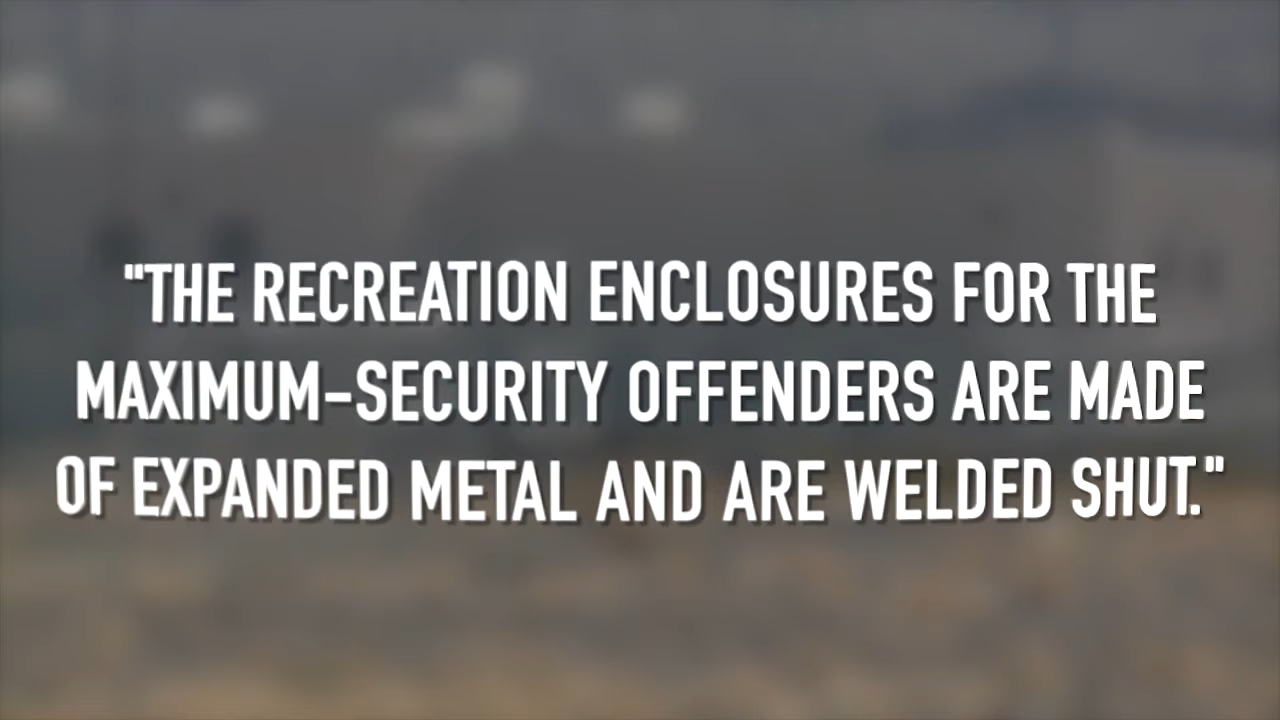 "THE RECREATION ENCLOSURES FOR THE
MAXIMUM-SECURITY OFFENDERS ARE MADE
OF EXPANDED METAL AND ARE WELDED SHUT."